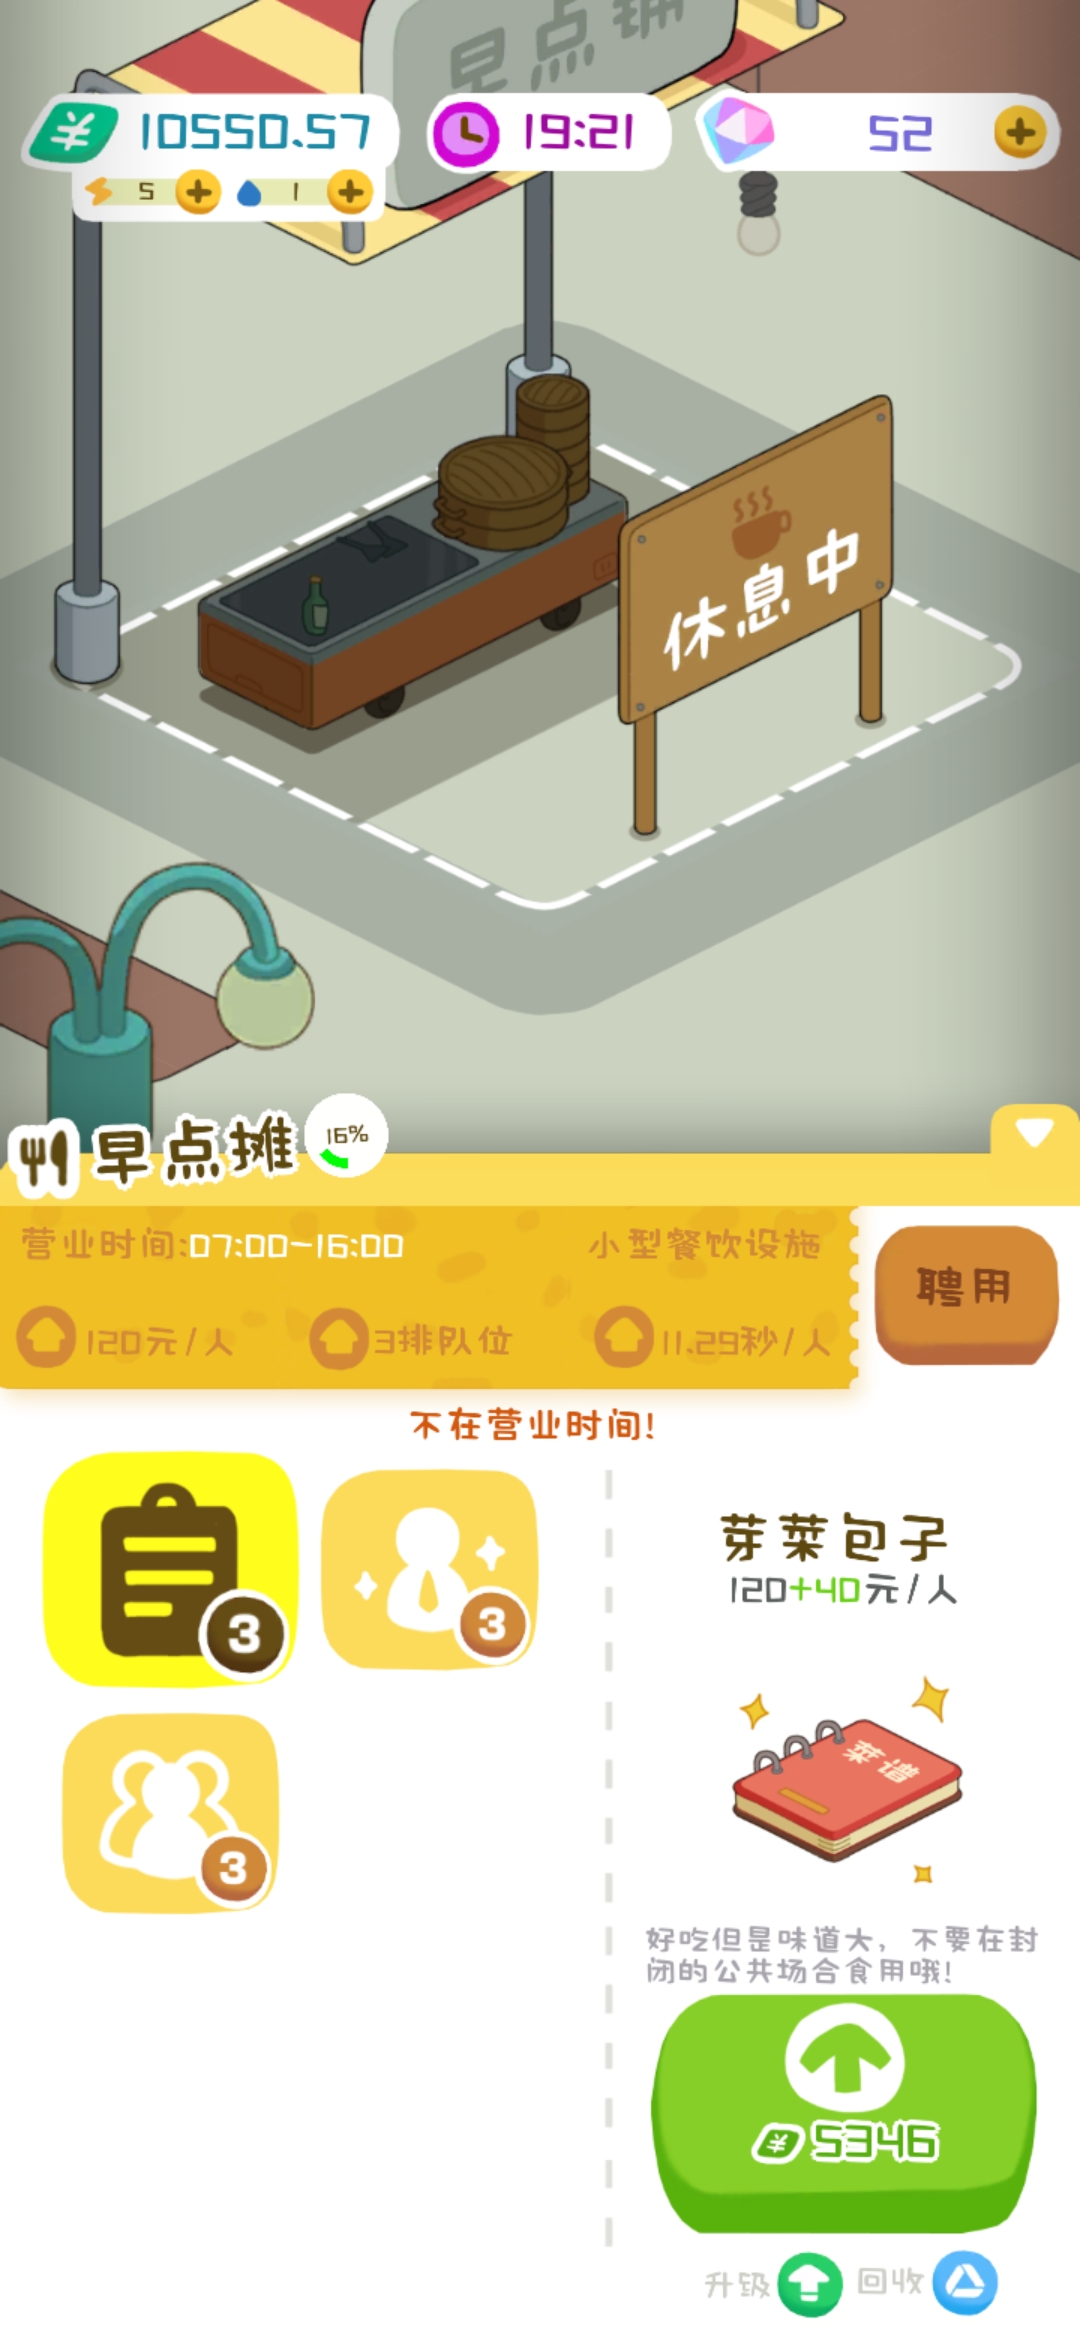 早点铺
10550.57
19:21
52
5
1
休息中
早点摊
16%
营业时间:07:00-16:00
小型餐饮设施
聘用
120元/人
3排队位
11.29秒/人
不在营业时间!
3
3
3
芽菜包子
120+40元/人
菜谱
好吃但是味道大，不要在封
闭的公共场合食用哦!
5346
升级
回收